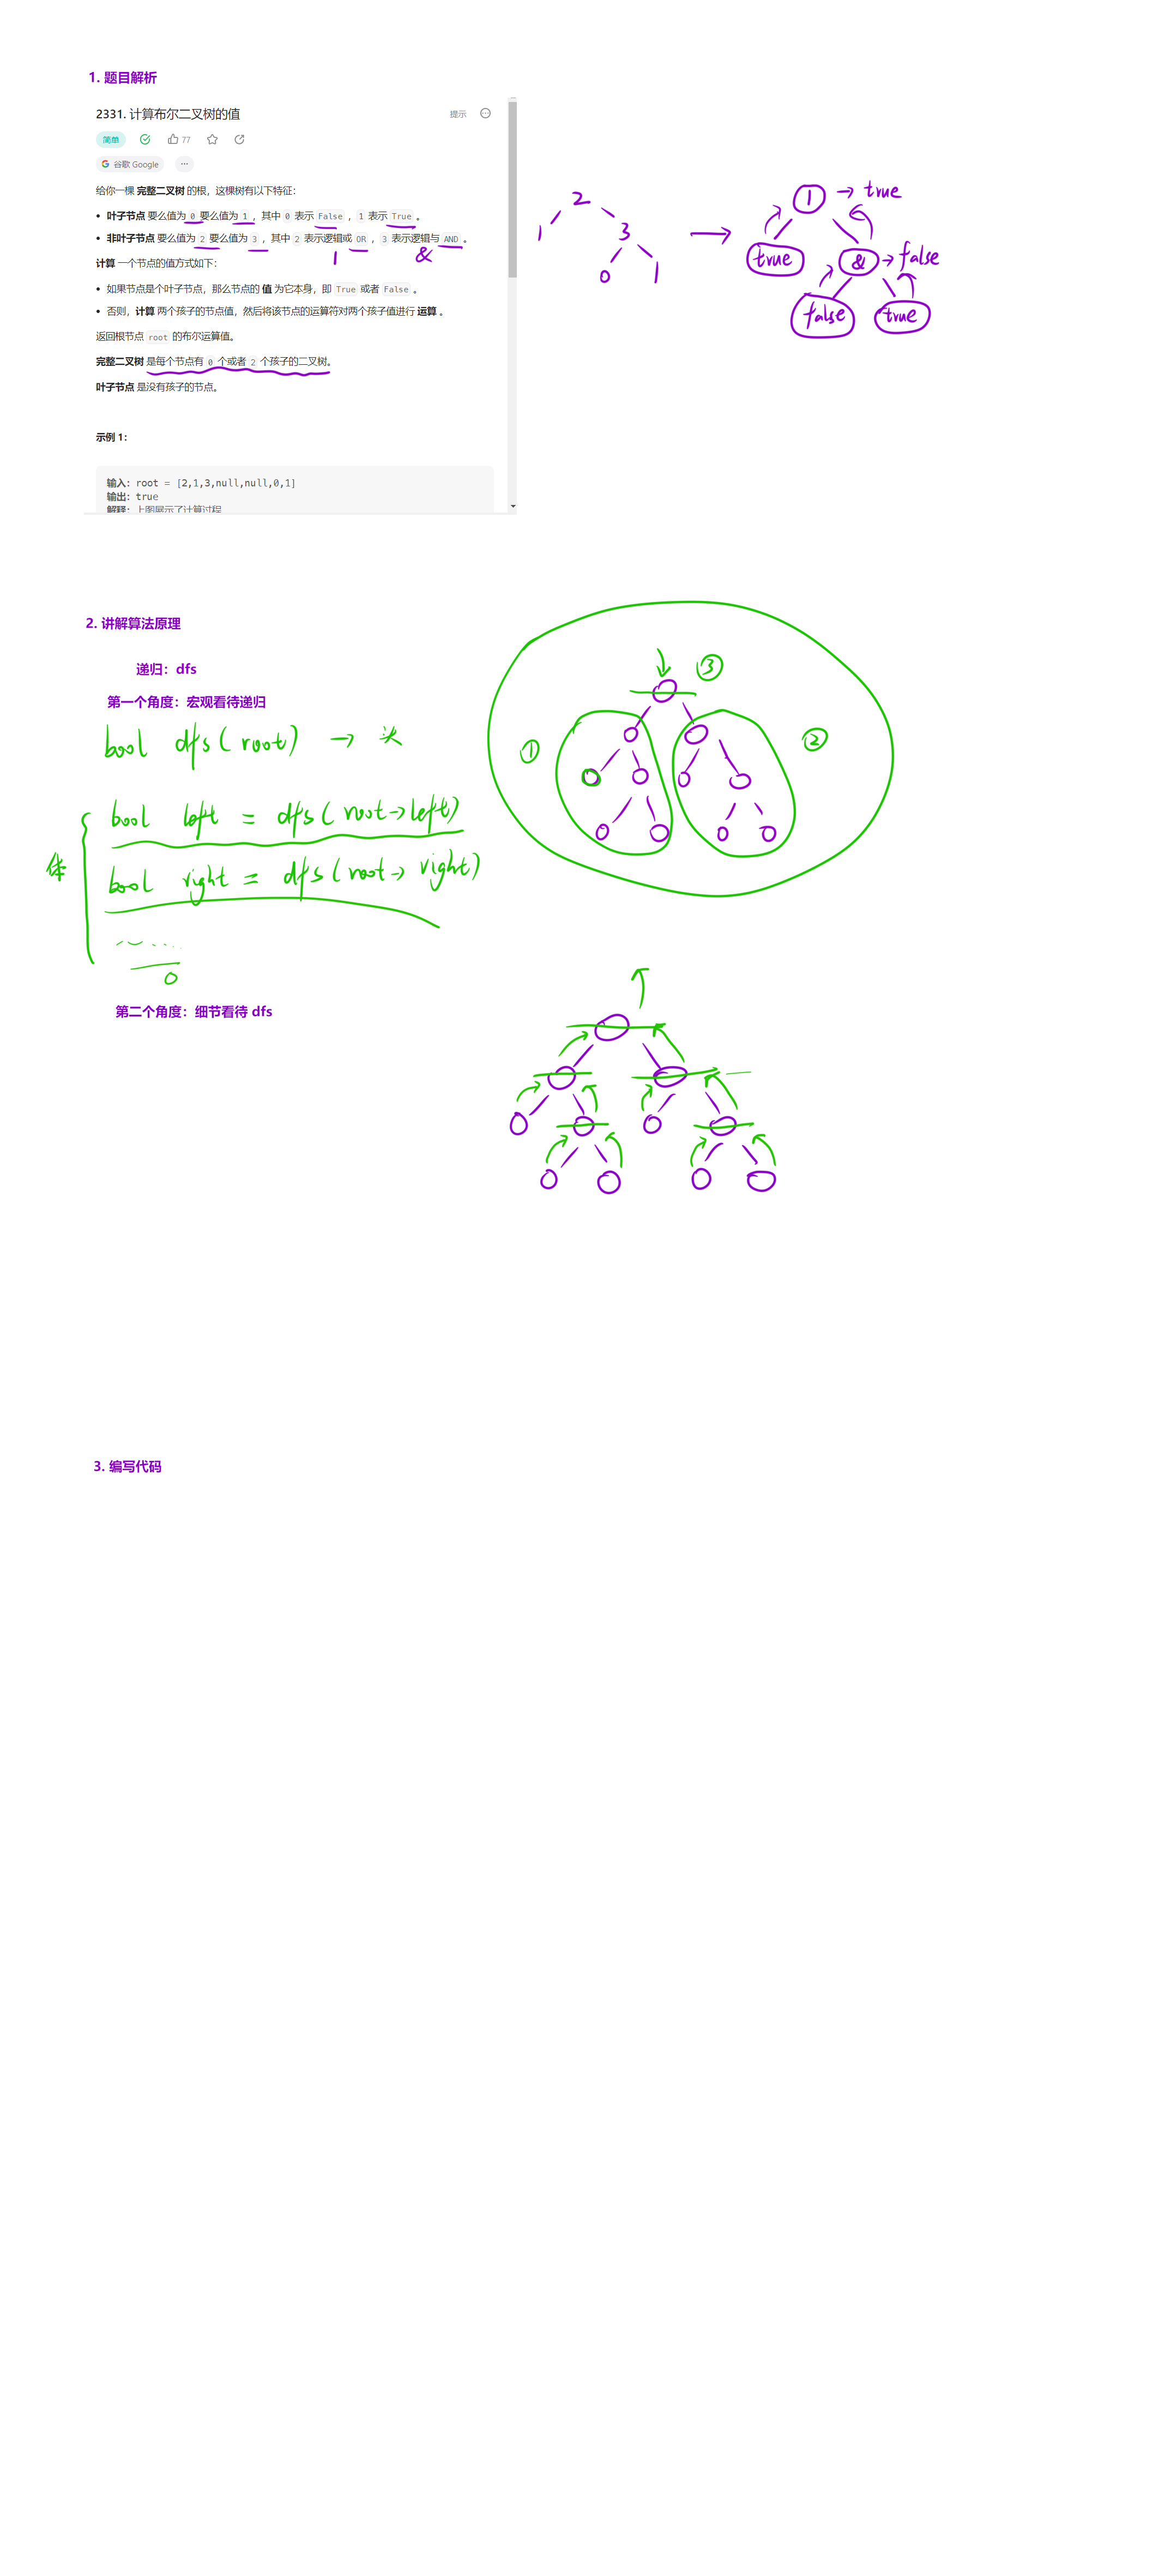 1. 题目解析
2331. 计算布尔二叉树的值
提示
简单
77
谷歌 Google
给你一棵 完整二叉树 的根，这棵树有以下特征：
• 叶子节点 要么值为 0 要么值为 1 ，其中 0 表示 False ，1 表示 True 。
• 非叶子节点 要么值为 2 要么值为 3 ，其中 2 表示逻辑或 OR ，3 表示逻辑与 AND 。
| &
计算 一个节点的值方式如下：
• 如果节点是个叶子节点，那么节点的 值 为它本身，即 True 或者 False 。
• 否则，计算 两个孩子的节点值，然后将该节点的运算符对两个孩子值进行 运算 。
返回根节点 root 的布尔运算值。
完整二叉树 是每个节点有 0 个或者 2 个孩子的二叉树。
叶子节点 是没有孩子的节点。
示例 1：
输入：root = [2,1,3,null,null,0,1]
输出：true
解释：上图展示了计算过程
2
1 3
0 1
| → true
true & → false
false true
2. 讲解算法原理
递归：dfs
第一个角度：宏观看待递归
bool dfs(root) → 头
体
bool left = dfs(root→left)
bool right = dfs(root→right)
③
① ②
第二个角度：细节看待 dfs
3. 编写代码